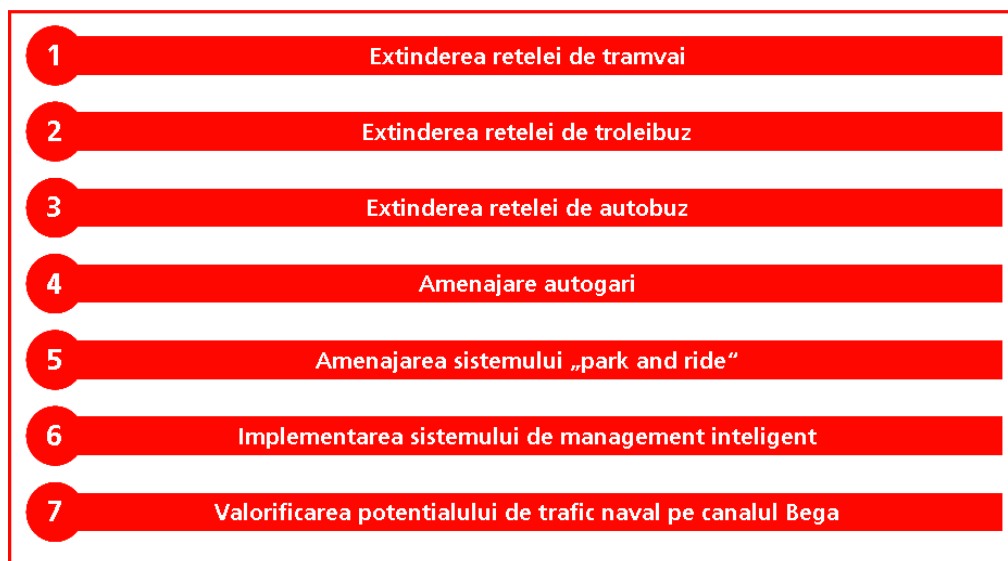 1 Extinderea retelei de tramvai
2 Extinderea retelei de troleibuz
3 Extinderea retelei de autobuz
4 Amenajare autogari
5 Amenajarea sistemului „park and ride“
6 Implementarea sistemului de management inteligent
7 Valorificarea potentialului de trafic naval pe canalul Bega